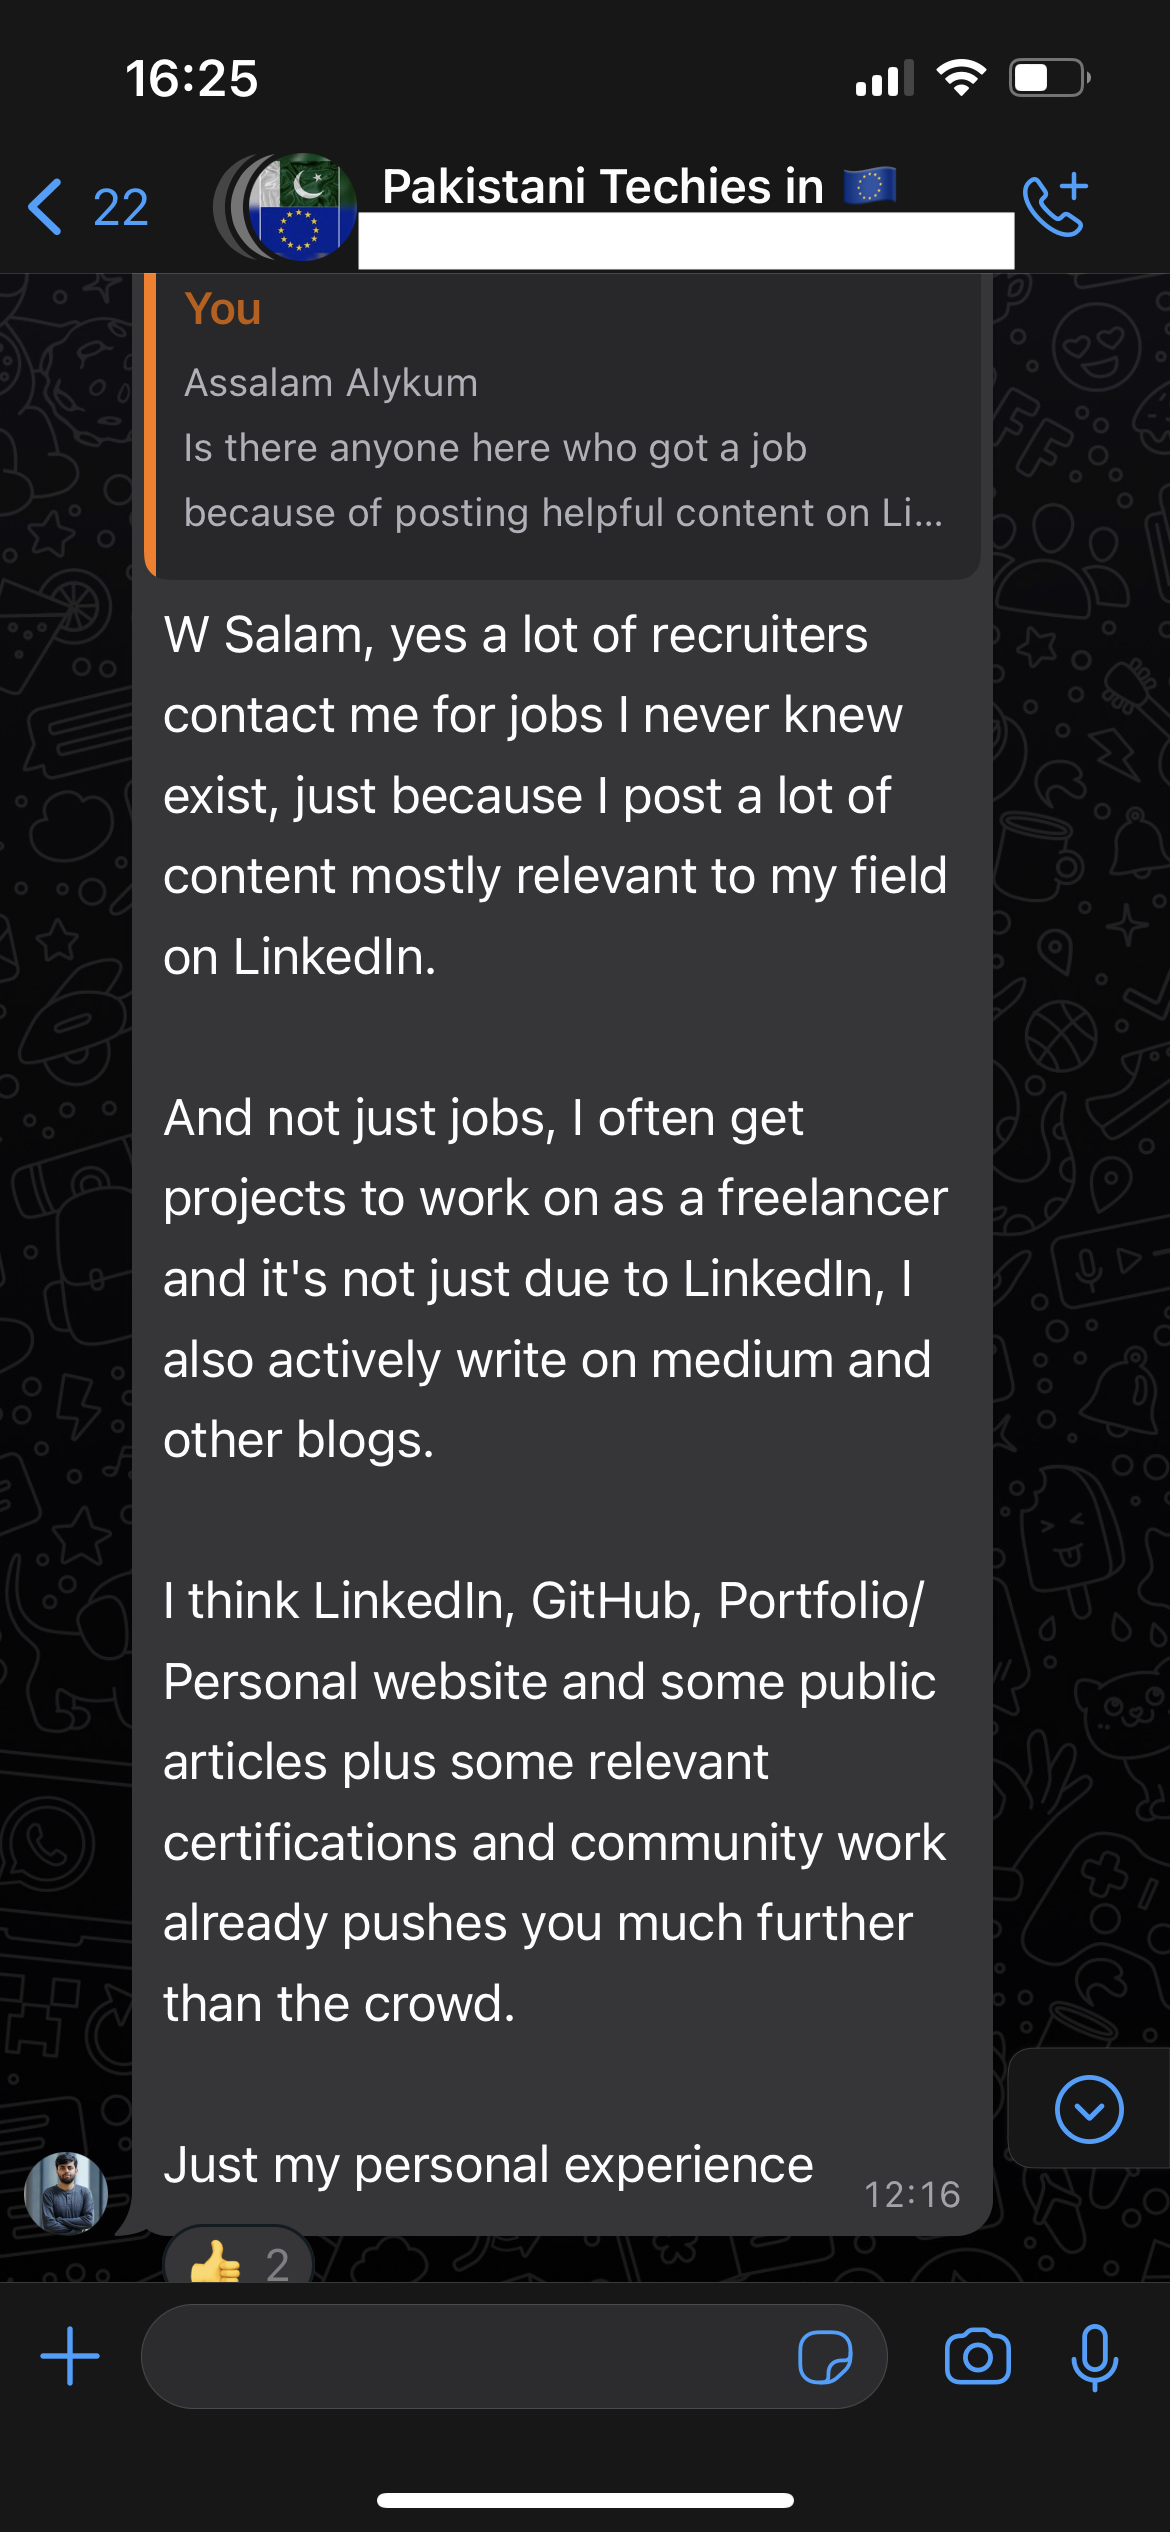 16:25
22
Pakistani Techies in 🇪🇺
You
Assalam Alykum
Is there anyone here who got a job
because of posting helpful content on Li...
W Salam, yes a lot of recruiters
contact me for jobs I never knew
exist, just because I post a lot of
content mostly relevant to my field
on LinkedIn.
And not just jobs, I often get
projects to work on as a freelancer
and it's not just due to LinkedIn, I
also actively write on medium and
other blogs.
I think LinkedIn, GitHub, Portfolio/
Personal website and some public
articles plus some relevant
certifications and community work
already pushes you much further
than the crowd.
Just my personal experience
12:16
👍 2